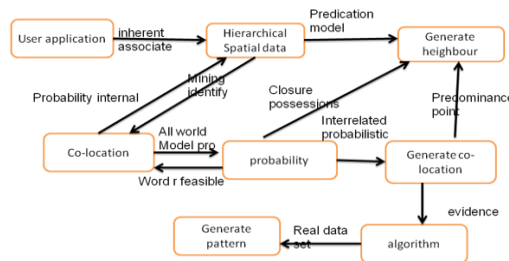 User application
inherent
associate
Hierarchical
Spatial data
Predication
model
Generate
neighbour
Probability internal
Mining
identify
Closure
possessions
Predominance
point
Co-location
All world
Model pro
Word r feasible
probability
Interrelated
probabilistic
Generate co-
location
evidence
Generate
pattern
Real data
set
algorithm